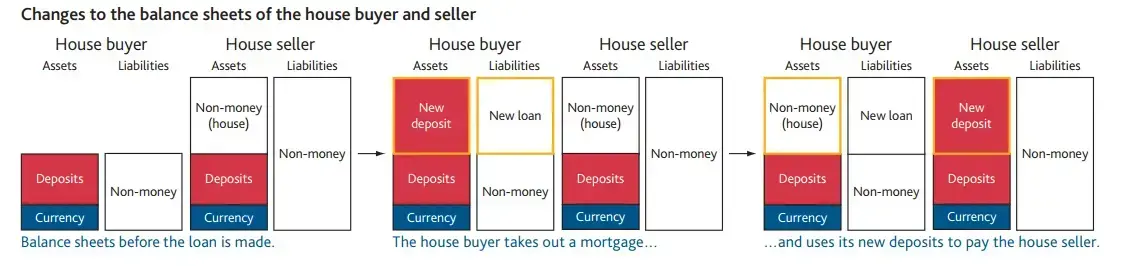 Changes to the balance sheets of the house buyer and seller
House buyer
House seller
Assets
Liabilities
Assets
Liabilities
Non-money
(house)
Deposits
Currency
Non-money
Deposits
Currency
Non-money
Balance sheets before the loan is made.
House buyer
House seller
Assets
Liabilities
Assets
Liabilities
New
deposit
New loan
Non-money
(house)
Deposits
Currency
Non-money
Deposits
Currency
Non-money
The house buyer takes out a mortgage…
House buyer
House seller
Assets
Liabilities
Assets
Liabilities
Non-money
(house)
New loan
New
deposit
Deposits
Currency
Non-money
Deposits
Currency
Non-money
…and uses its new deposits to pay the house seller.